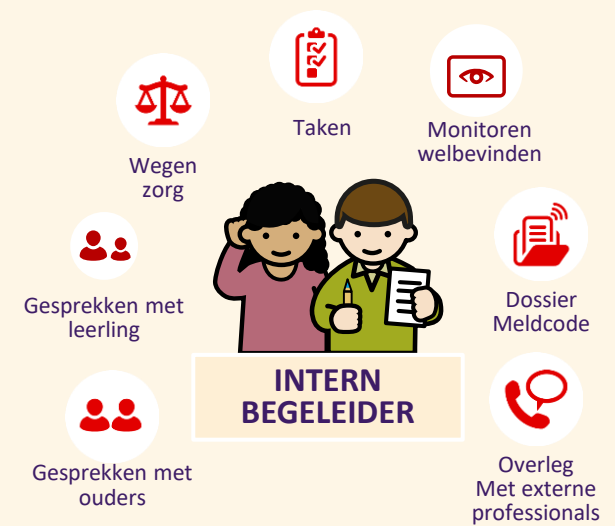 Taken
Monitoren
welbevinden
Wegen
zorg
Gesprekken met
leerling
Dossier
Meldcode
INTERN
BEGELEIDER
Gesprekken met
ouders
Overleg
Met externe
professionals